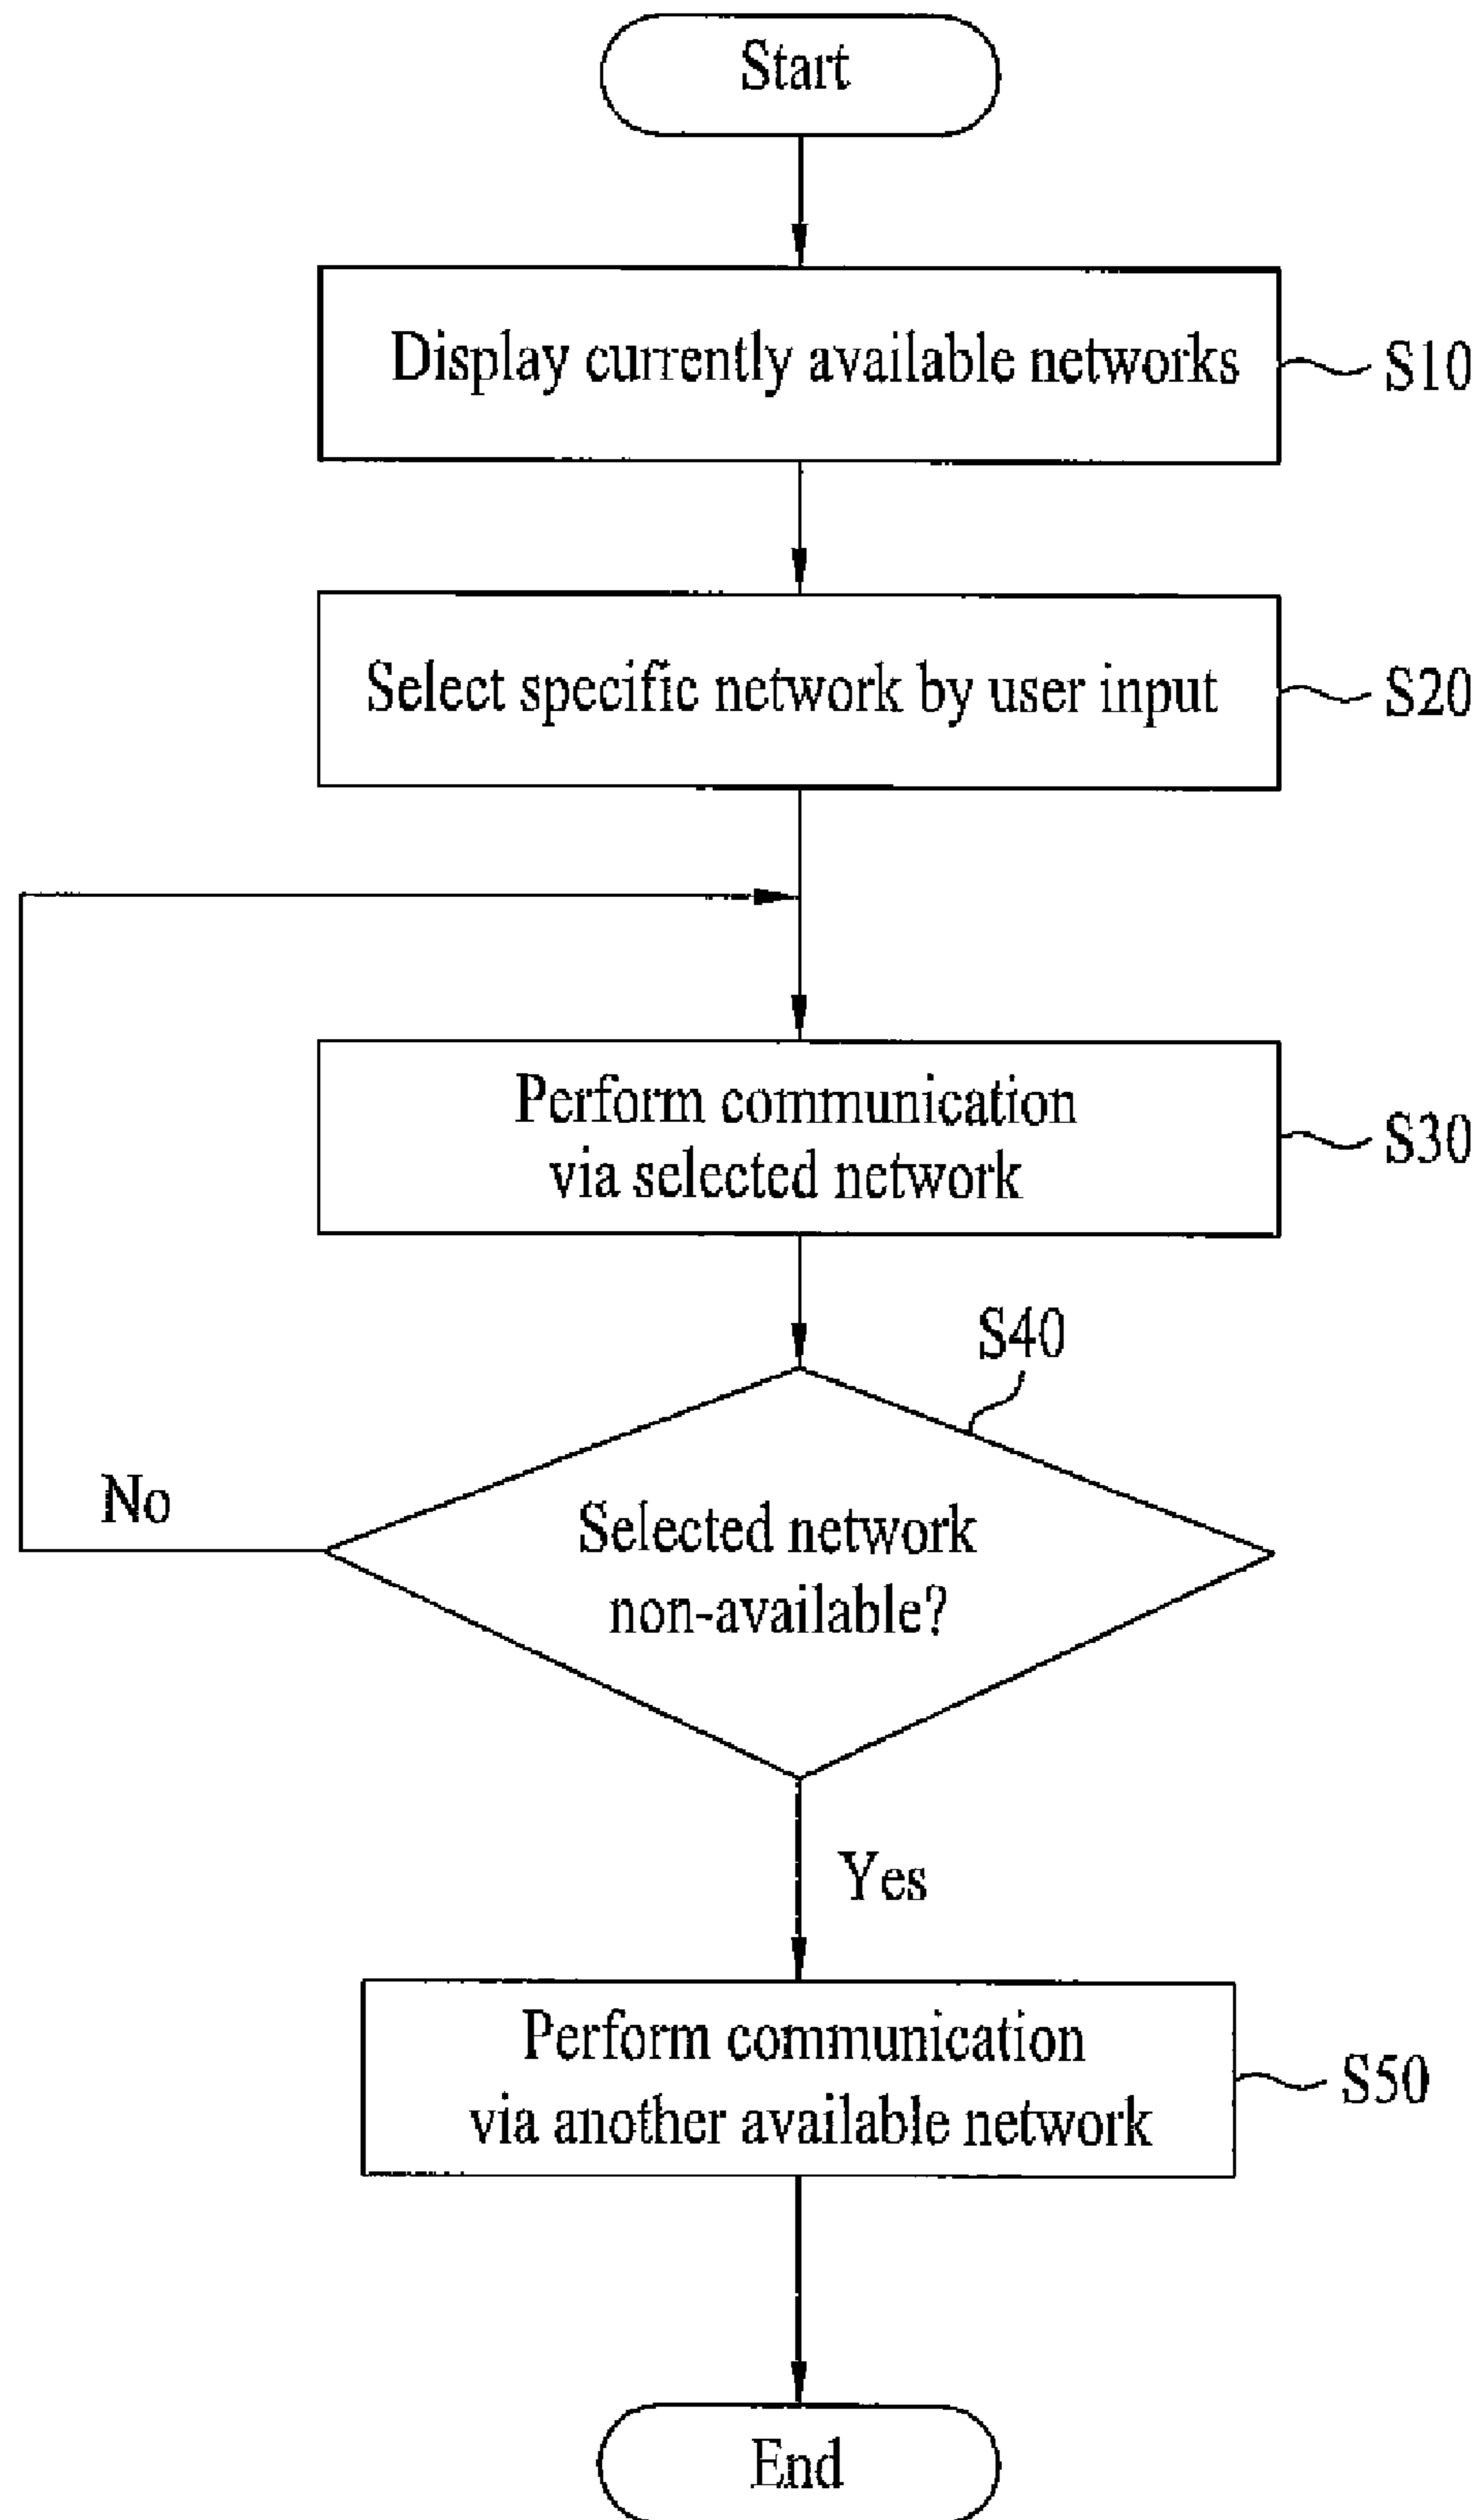 Start
Display currently available networks
S10
Select specific network by user input
S20
Perform communication
via selected network
S30
S40
Selected network
non-available?
No
Yes
Perform communication
via another available network
S50
End